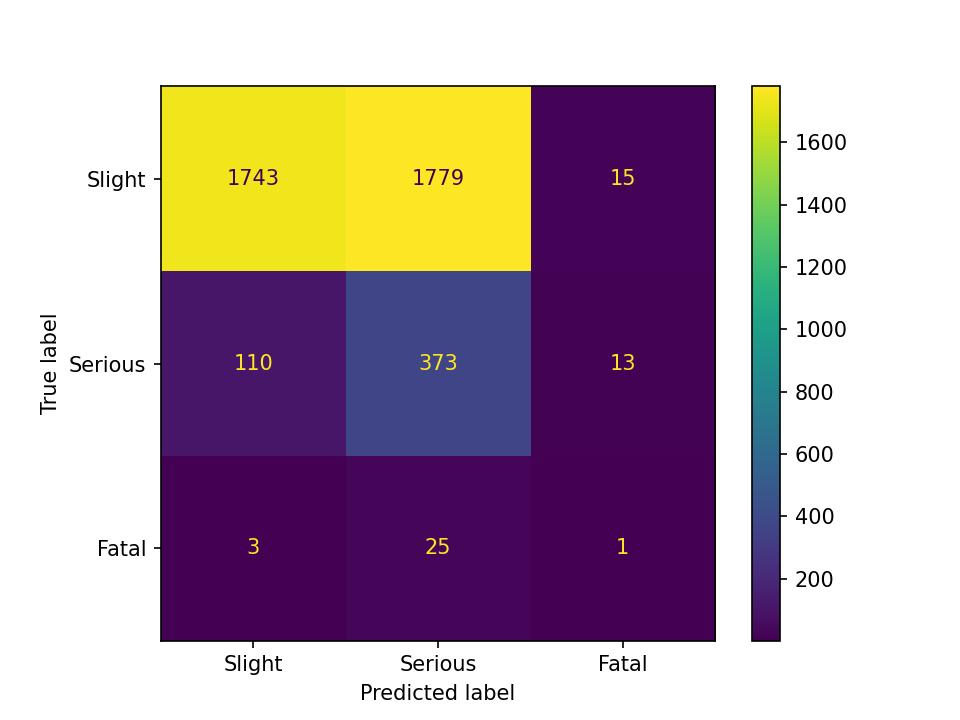 Slight 1743 1779 15
Serious 110 373 13
Fatal 3 25 1
Slight Serious Fatal
Predicted label
True label
1600
1400
1200
1000
800
600
400
200